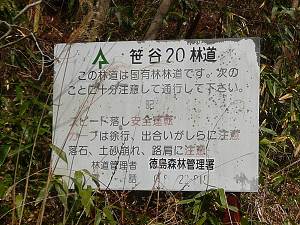 笹谷20林道
この林道は国有林林道です。次の
ことに十分注意して通行して下さい。
記
スピード落し安全運転
カーブは徐行、出合いがしらに注意
落石、土砂崩れ、路肩に注意
林道管理者 徳島森林管理署
話